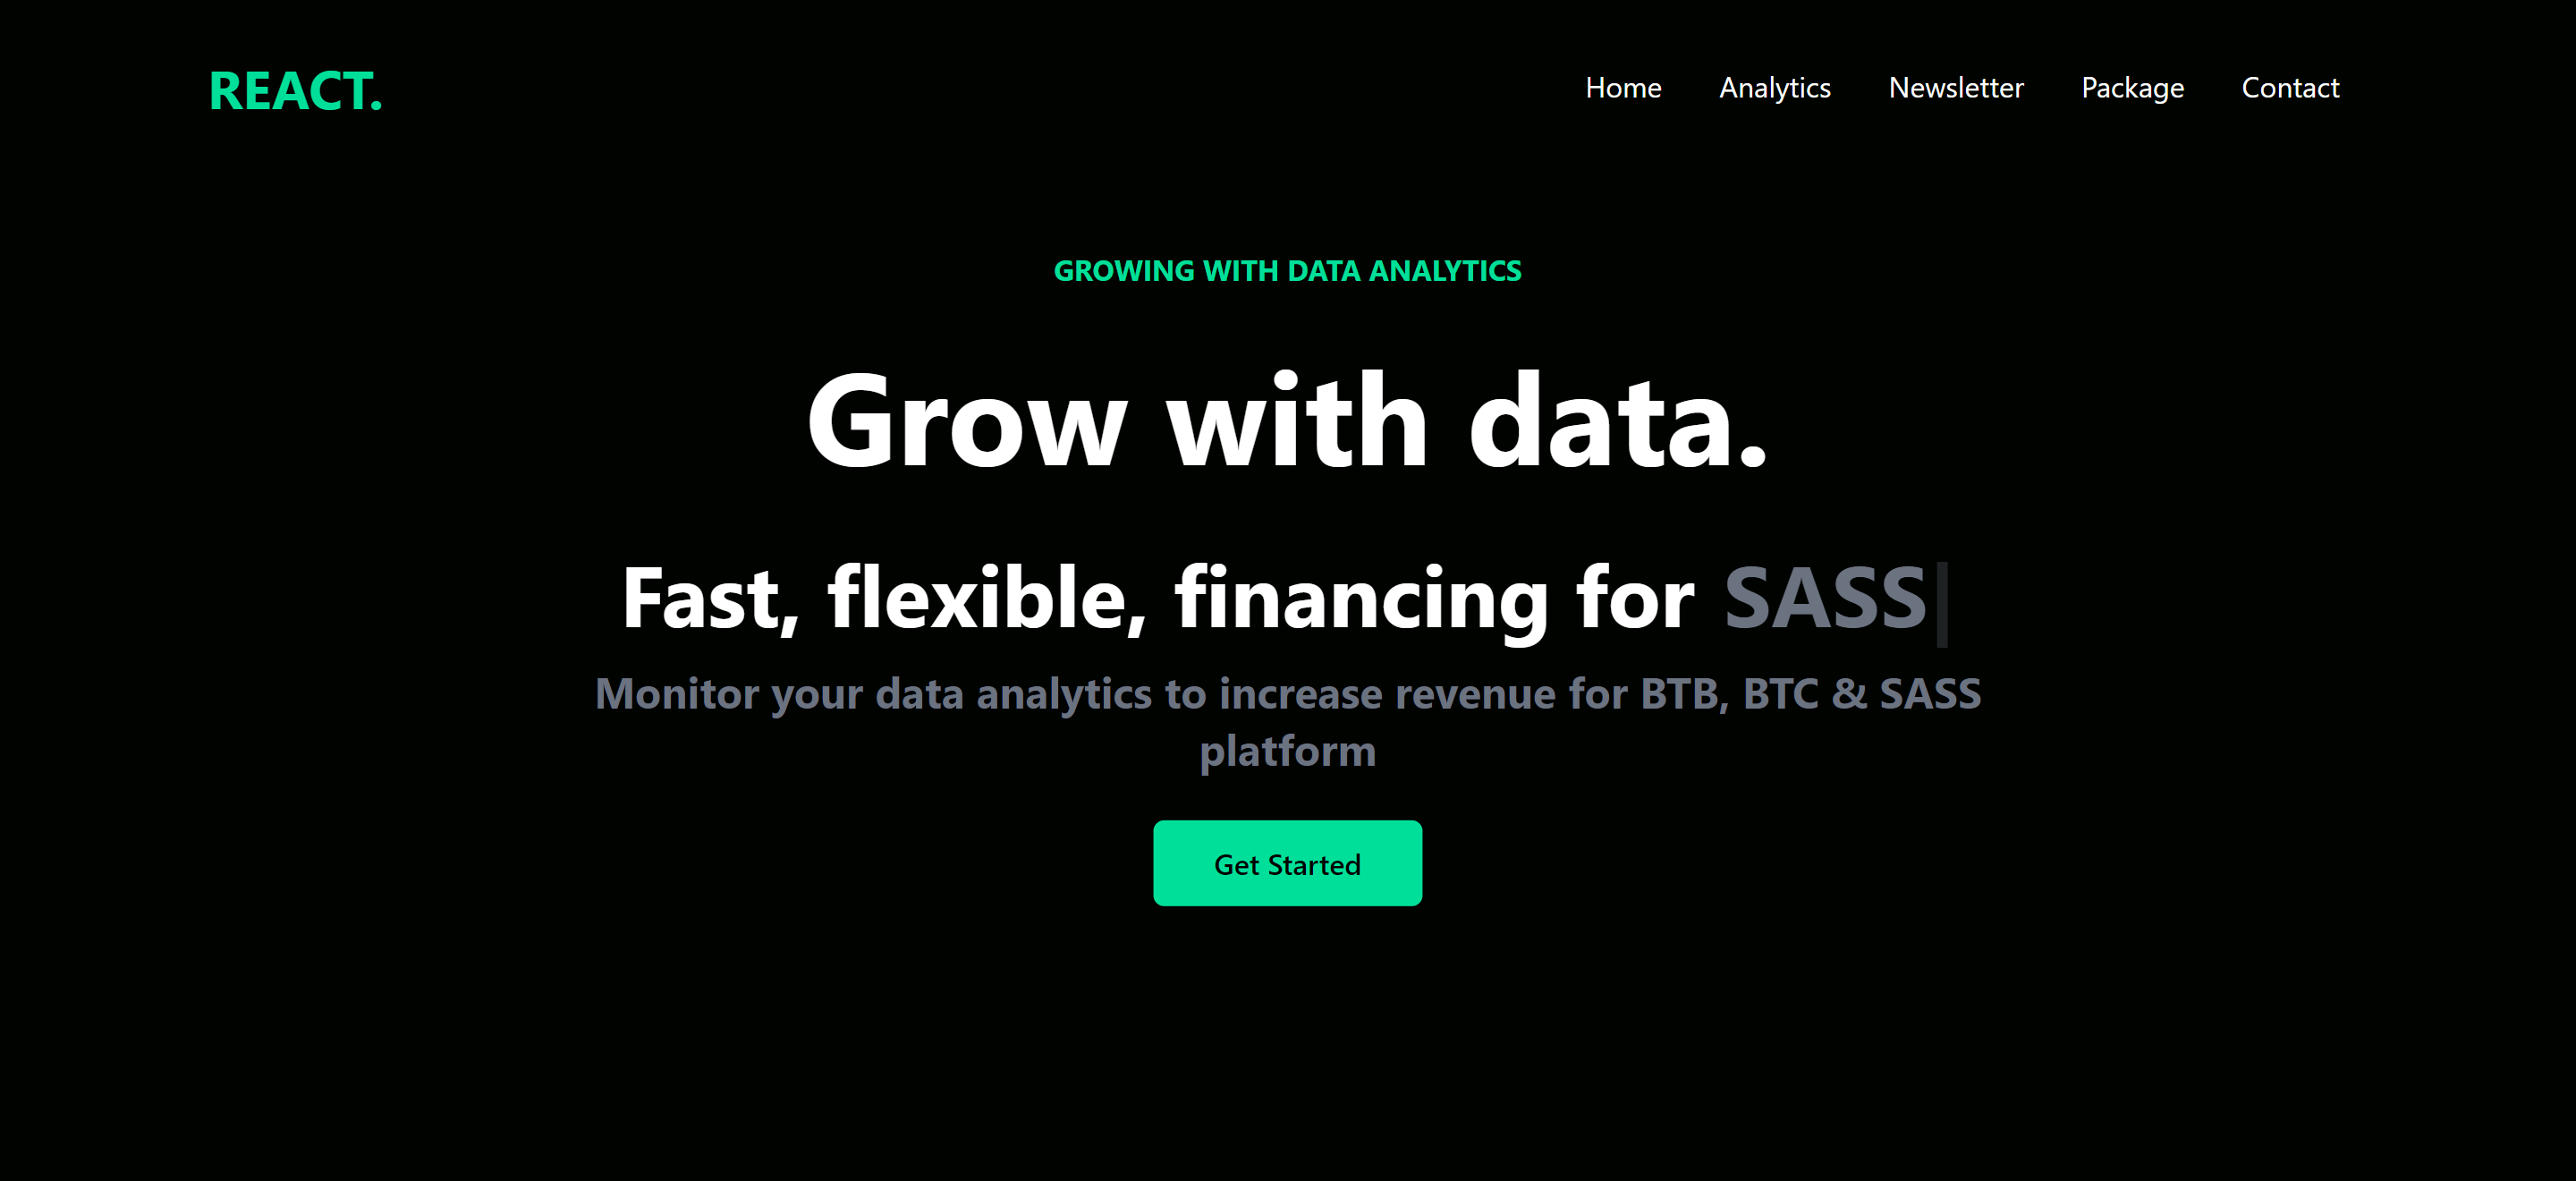 REACT.
Home Analytics Newsletter Package Contact
GROWING WITH DATA ANALYTICS
Grow with data.
Fast, flexible, financing for SASS
Monitor your data analytics to increase revenue for BTB, BTC & SASS
platform
Get Started